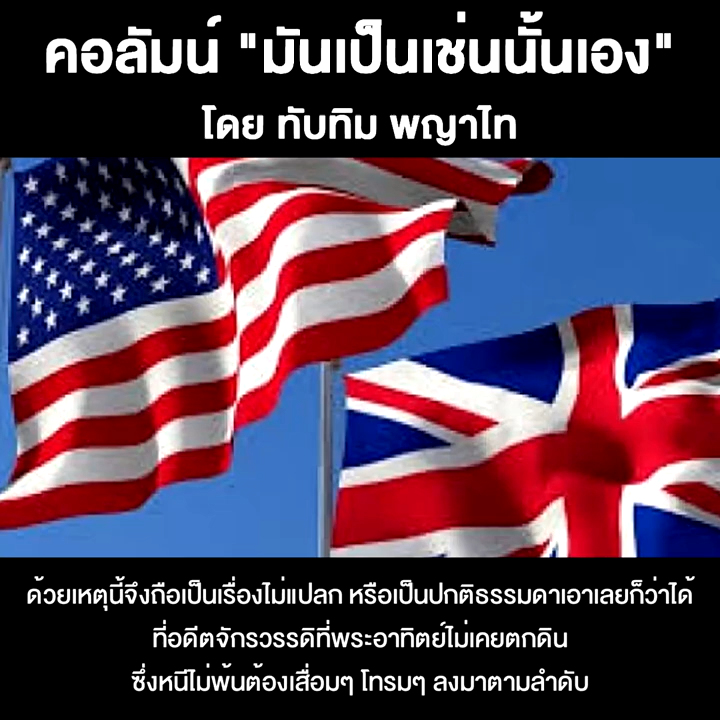 คอลัมน์ "มันเป็นเช่นนั้นเอง"
โดย ทับทิม พญาไท
ด้วยเหตุนี้จึงถือเป็นเรื่องไม่แปลก หรือเป็นปกติธรรมดาเอาเลยก็ว่าได้
ที่อดีตจักรวรรดิที่พระอาทิตย์ไม่เคยตกดิน
ซึ่งหนีไม่พ้นต้องเสื่อมๆ โทรมๆ ลงมาตามลำดับ